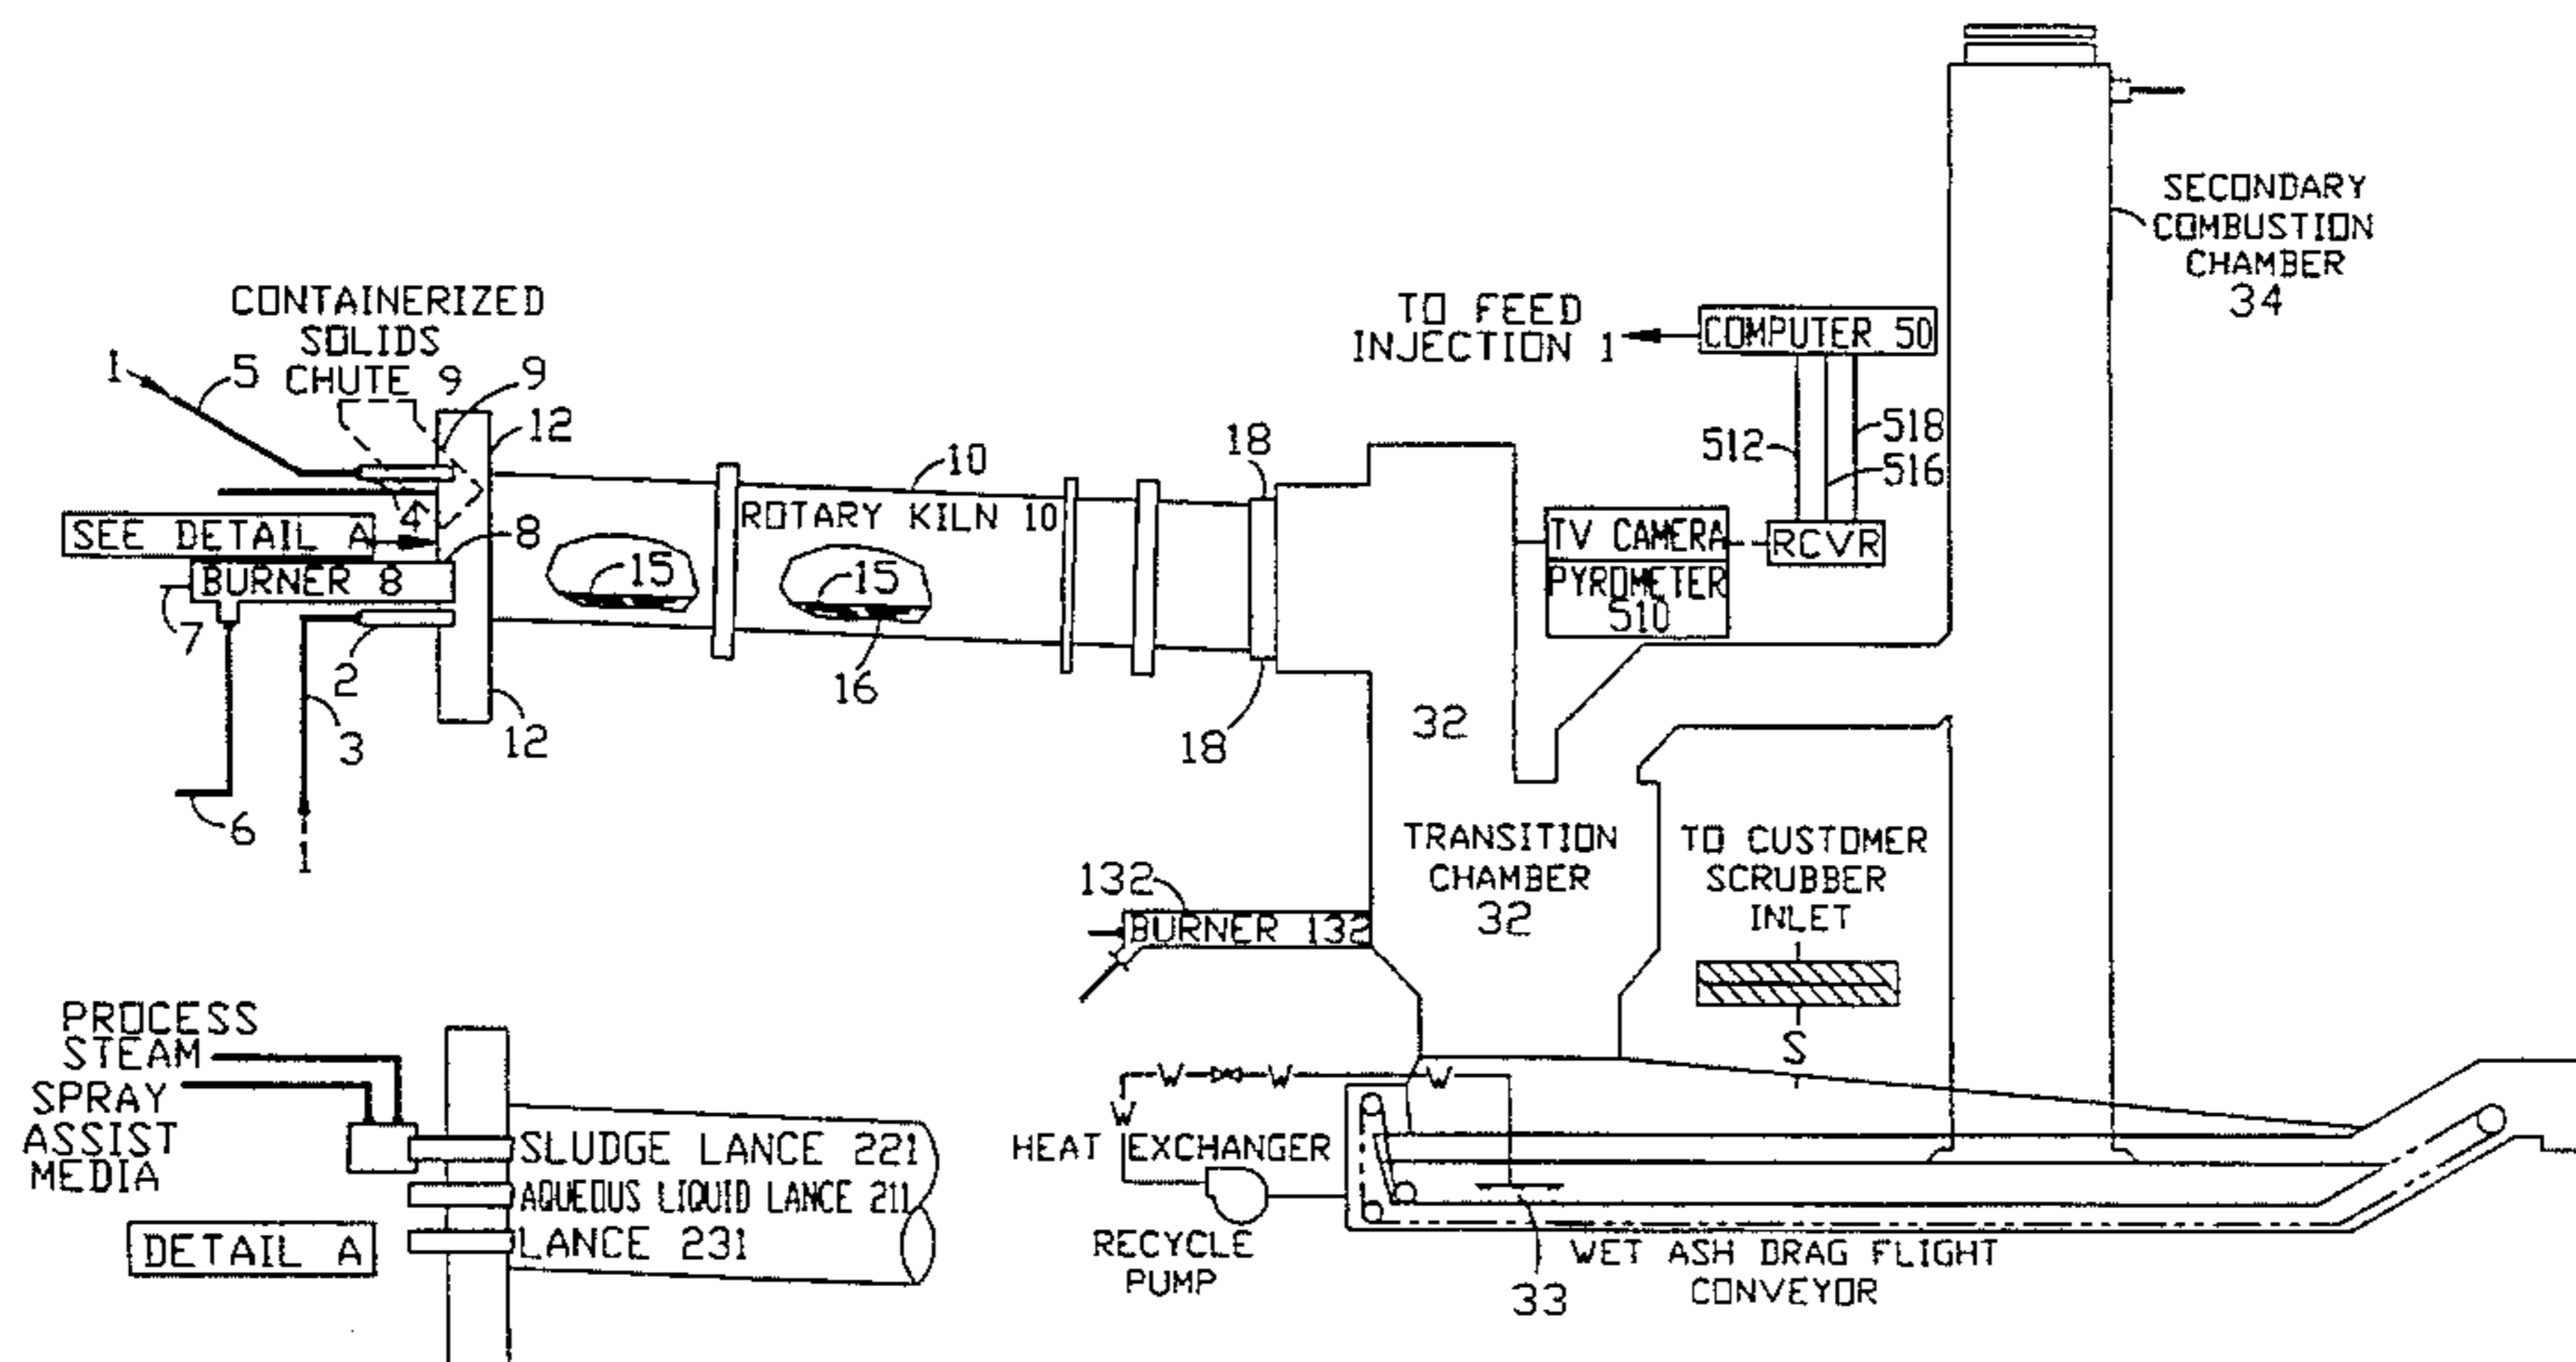 SECONDARY
COMBUSTION
CHAMBER
34
CONTAINERIZED
SOLIDS
CHUTE 9
9
1
5
12
4
SEE DETAIL A
8
BURNER 8
7
2
3
6
1
12
10
ROTARY KILN 10
15
15
16
18
18
TO FEED
INJECTION 1
COMPUTER 50
512
518
516
TV CAMERA
RCVR
PYROMETER
510
32
TRANSITION
CHAMBER
32
TO CUSTOMER
SCRUBBER
INLET
S
132
BURNER 132
PROCESS
STEAM
SPRAY
ASSIST
MEDIA
SLUDGE LANCE 221
AQUEOUS LIQUID LANCE 211
LANCE 231
DETAIL A
W
W
W
W
HEAT EXCHANGER
RECYCLE
PUMP
33
WET ASH DRAG FLIGHT
CONVEYOR